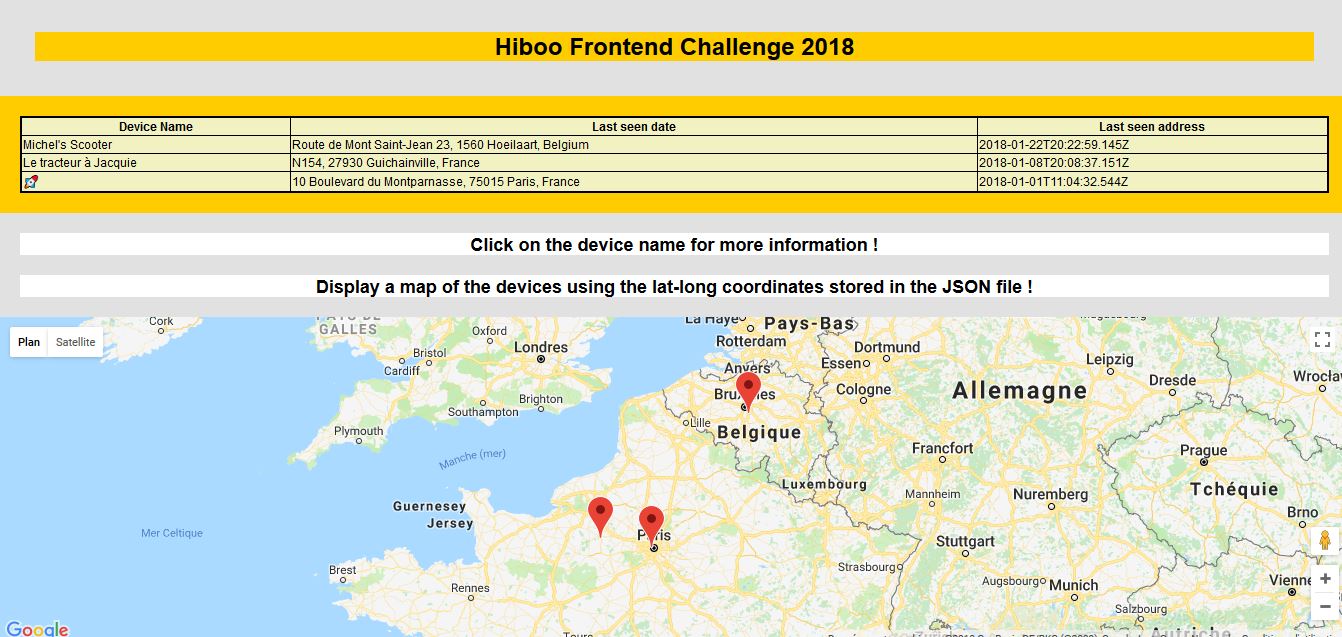 Hiboo Frontend Challenge 2018
Device Name Last seen date Last seen address
Michel's Scooter Route de Mont Saint-Jean 23, 1560 Hoeilaart, Belgium 2018-01-22T20:22:59.145Z
Le tracteur à Jacquie N154, 27930 Guichainville, France 2018-01-08T20:08:37.151Z
10 Boulevard du Montparnasse, 75015 Paris, France 2018-01-01T11:04:32.544Z
Click on the device name for more information !
Display a map of the devices using the lat-long coordinates stored in the JSON file !
Plan Satellite
Cork
PAYS DE
GALLES
Oxford
Bristol
Cardiff
Londres
Brighton
Southampton
Plymouth
Manche (mer)
Guernesey
Jersey
Mer Celtique
Brest
Rennes
Tours
La Haye
Pays-Bas
Rotterdam
Anvers
Bruxelles
Lille
Belgique
Luxembourg
Paris
Dortmund
Essen
Cologne
Allemagne
Leipzig
Dresde
Francfort
Mannheim
Nuremberg
Stuttgart
Strasbourg
Augsbourg
Munich
Salzbourg
Autriche
Prague
Tchéquie
Brno
Vienne
Magdebourg
Google